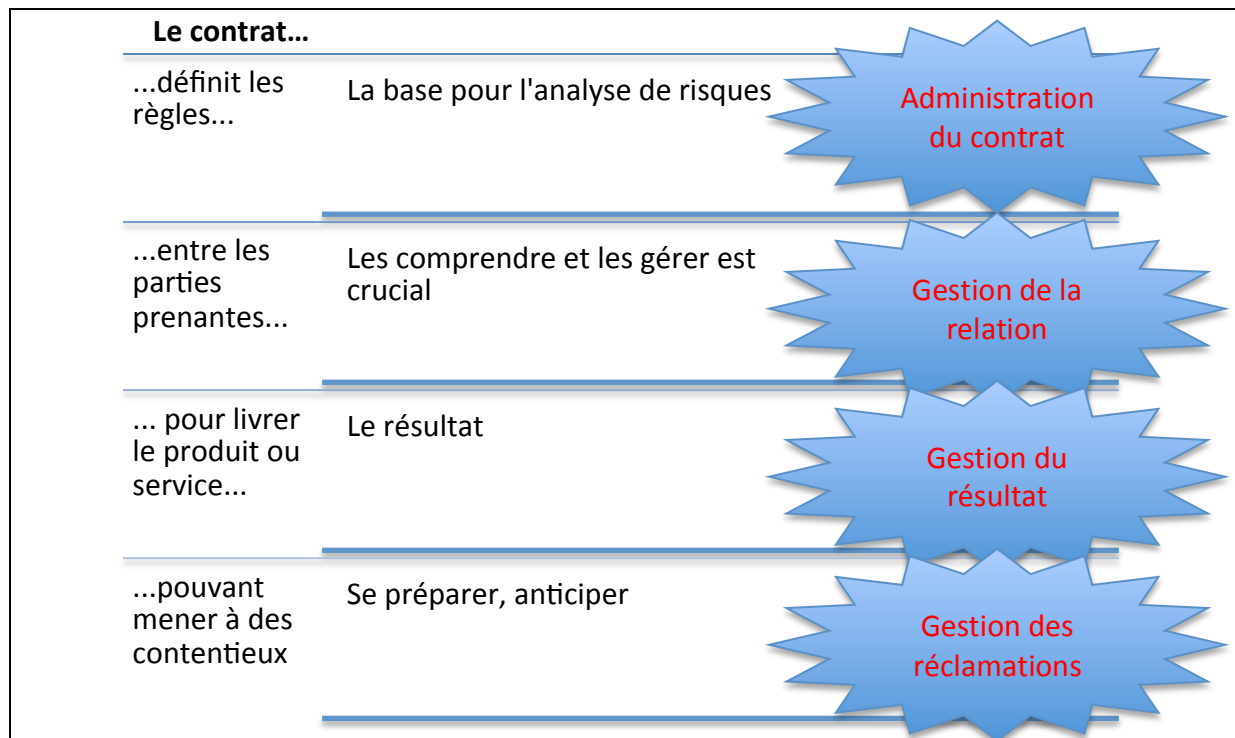 Le contrat…
...définit les
règles...
La base pour l'analyse de risques
Administration
du contrat
...entre les
parties
prenantes...
Les comprendre et les gérer est
crucial
Gestion de la
relation
... pour livrer
le produit ou
service...
Le résultat
Gestion du
résultat
...pouvant
mener à des
contentieux
Se préparer, anticiper
Gestion des
réclamations